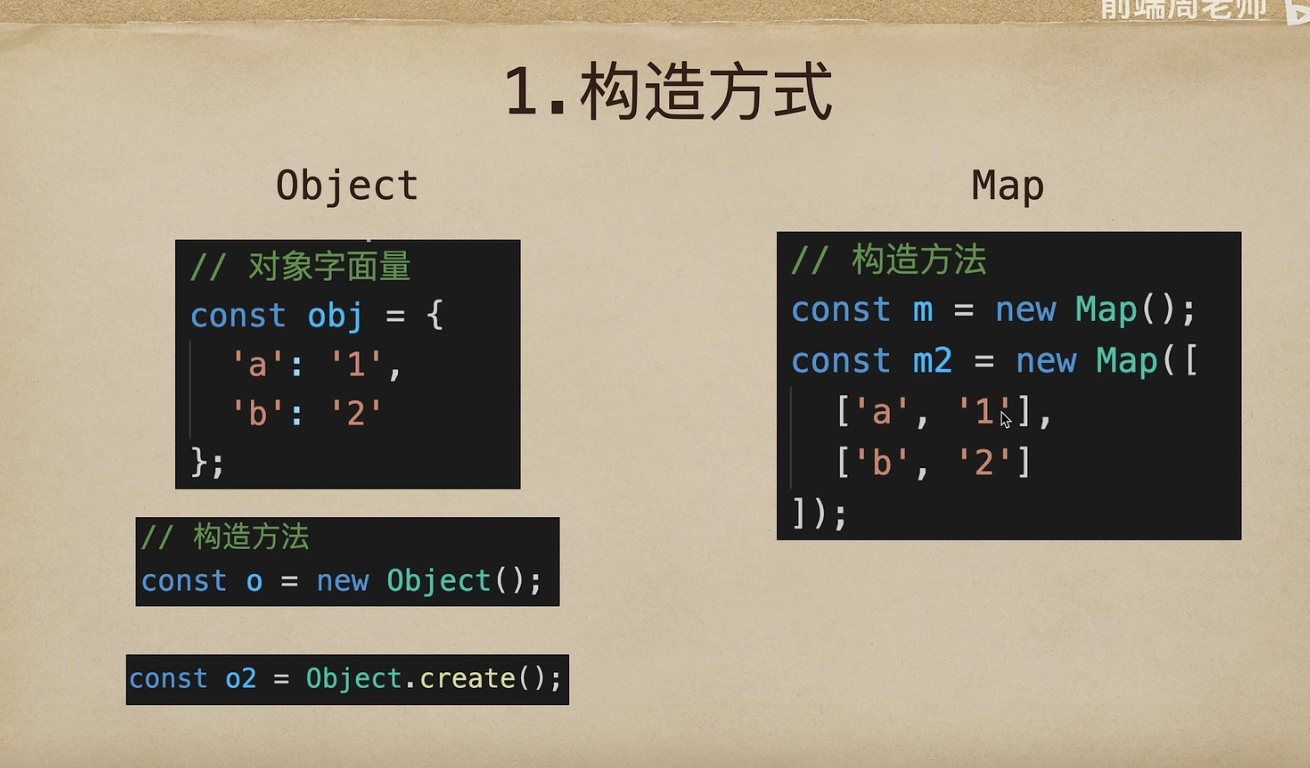 前端周老师
1.构造方式
Object
// 对象字面量
const obj = {
'a': '1',
'b': '2'
};
// 构造方法
const o = new Object();
const o2 = Object.create();
Map
// 构造方法
const m = new Map();
const m2 = new Map([
['a', '1'],
['b', '2']
]);